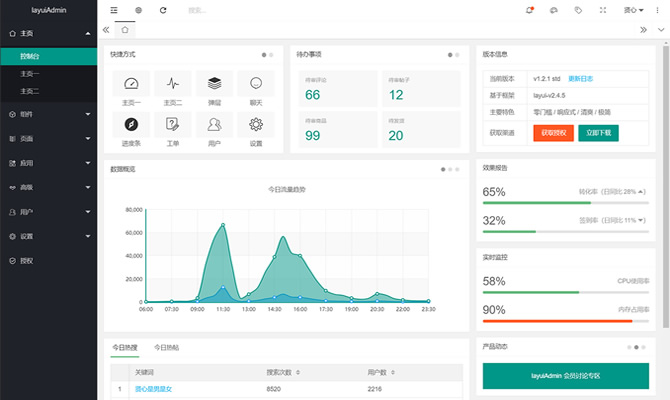 layuiAdmin
搜索...
贤心
主页
控制台
主页一
主页二
组件
页面
应用
高级
用户
设置
授权
快捷方式
主页一
主页二
弹层
聊天
进度条
工单
用户
设置
待办事项
待审评论
66
待审帖子
12
待审商品
99
待发货
20
版本信息
当前版本
v1.2.1 std
更新日志
基于框架
layui-v2.4.5
主要特色
零门槛 / 响应式 / 清爽 / 极简
获取渠道
获取授权
立即下载
数据概览
今日流量趋势
80,000
60,000
40,000
20,000
0
06:00
07:30
09:00
11:30
13:00
14:30
16:00
17:30
19:00
20:30
22:00
23:30
效果报告
65%
转化率（日同比 28%
32%
签到率（日同比 11%
实时监控
58%
CPU使用率
90%
内存占用率
今日热搜
今日热帖
关键词
搜索次数
用户数
1
贤心是男是女
8520
2216
产品动态
layuiAdmin 会员讨论专区